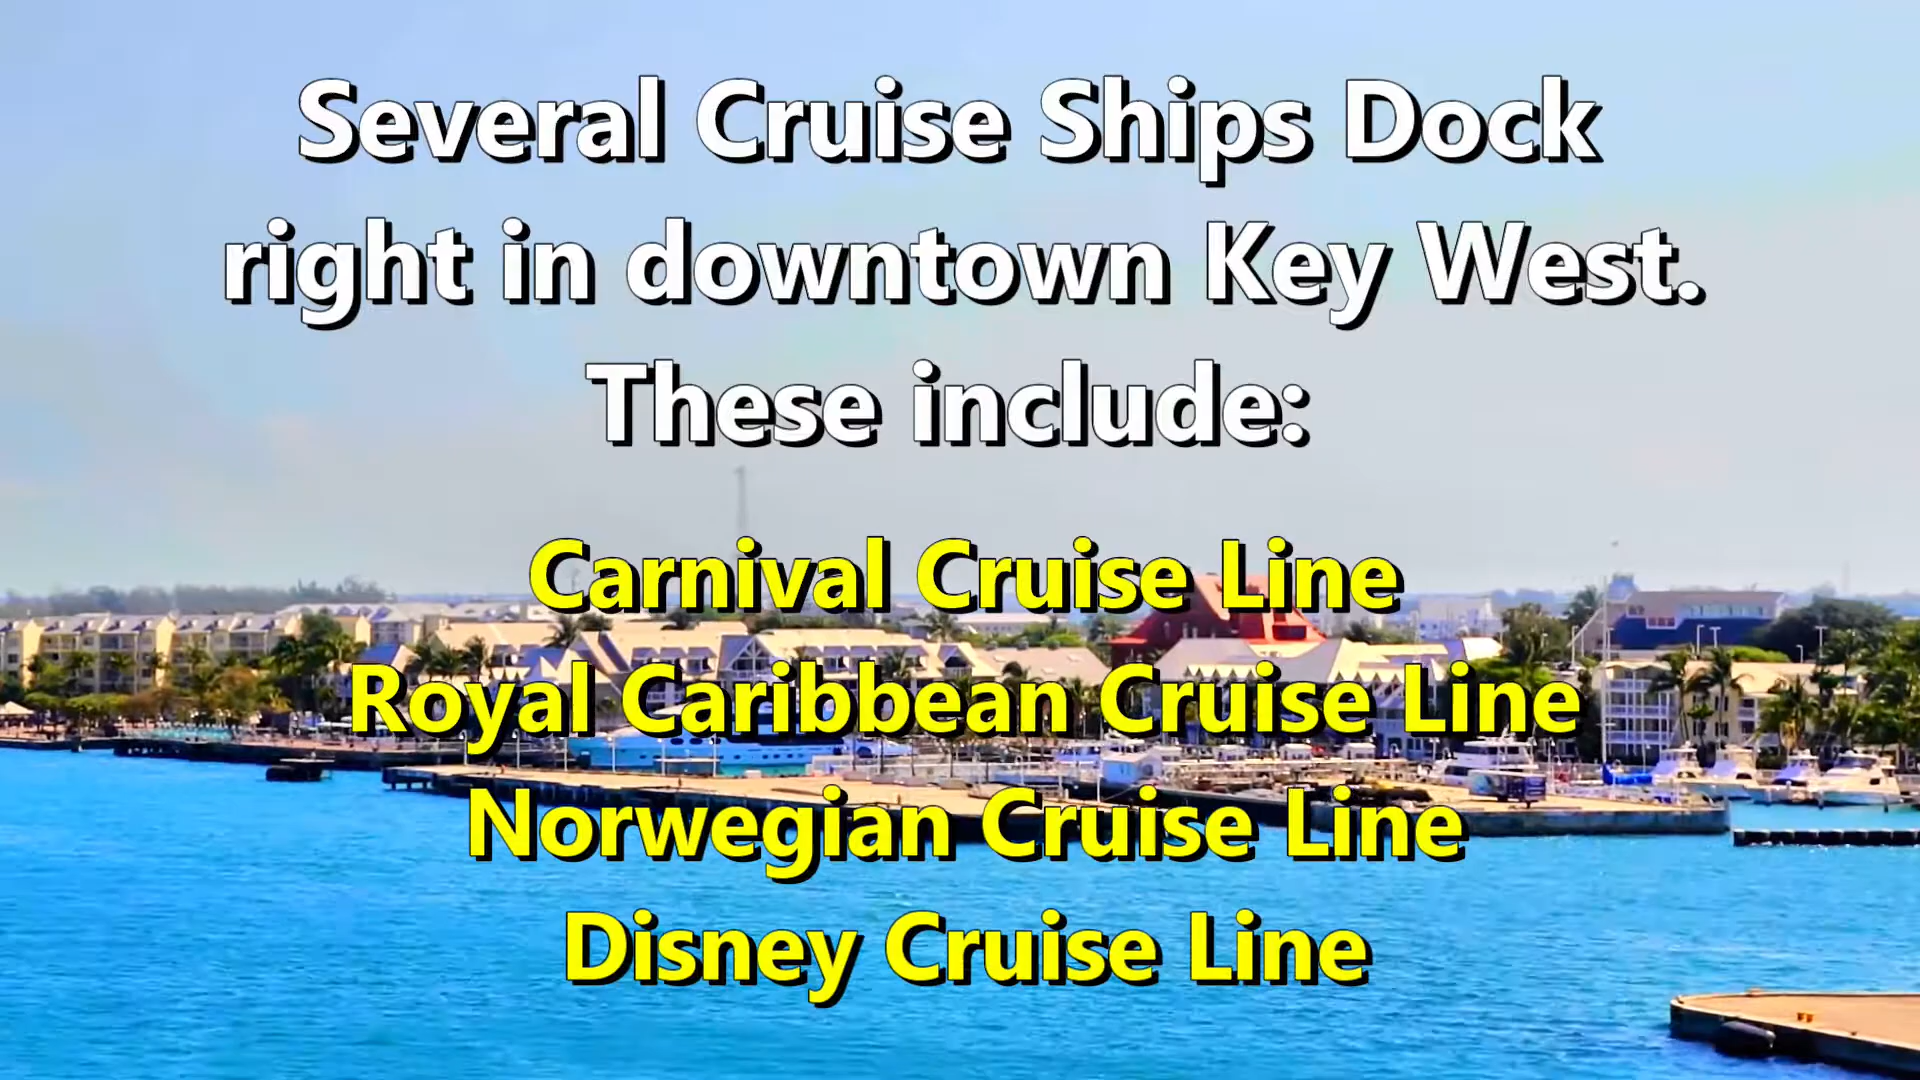 Several Cruise Ships Dock
right in downtown Key West.
These include:
Carnival Cruise Line
Royal Caribbean Cruise Line
Norwegian Cruise Line
Disney Cruise Line